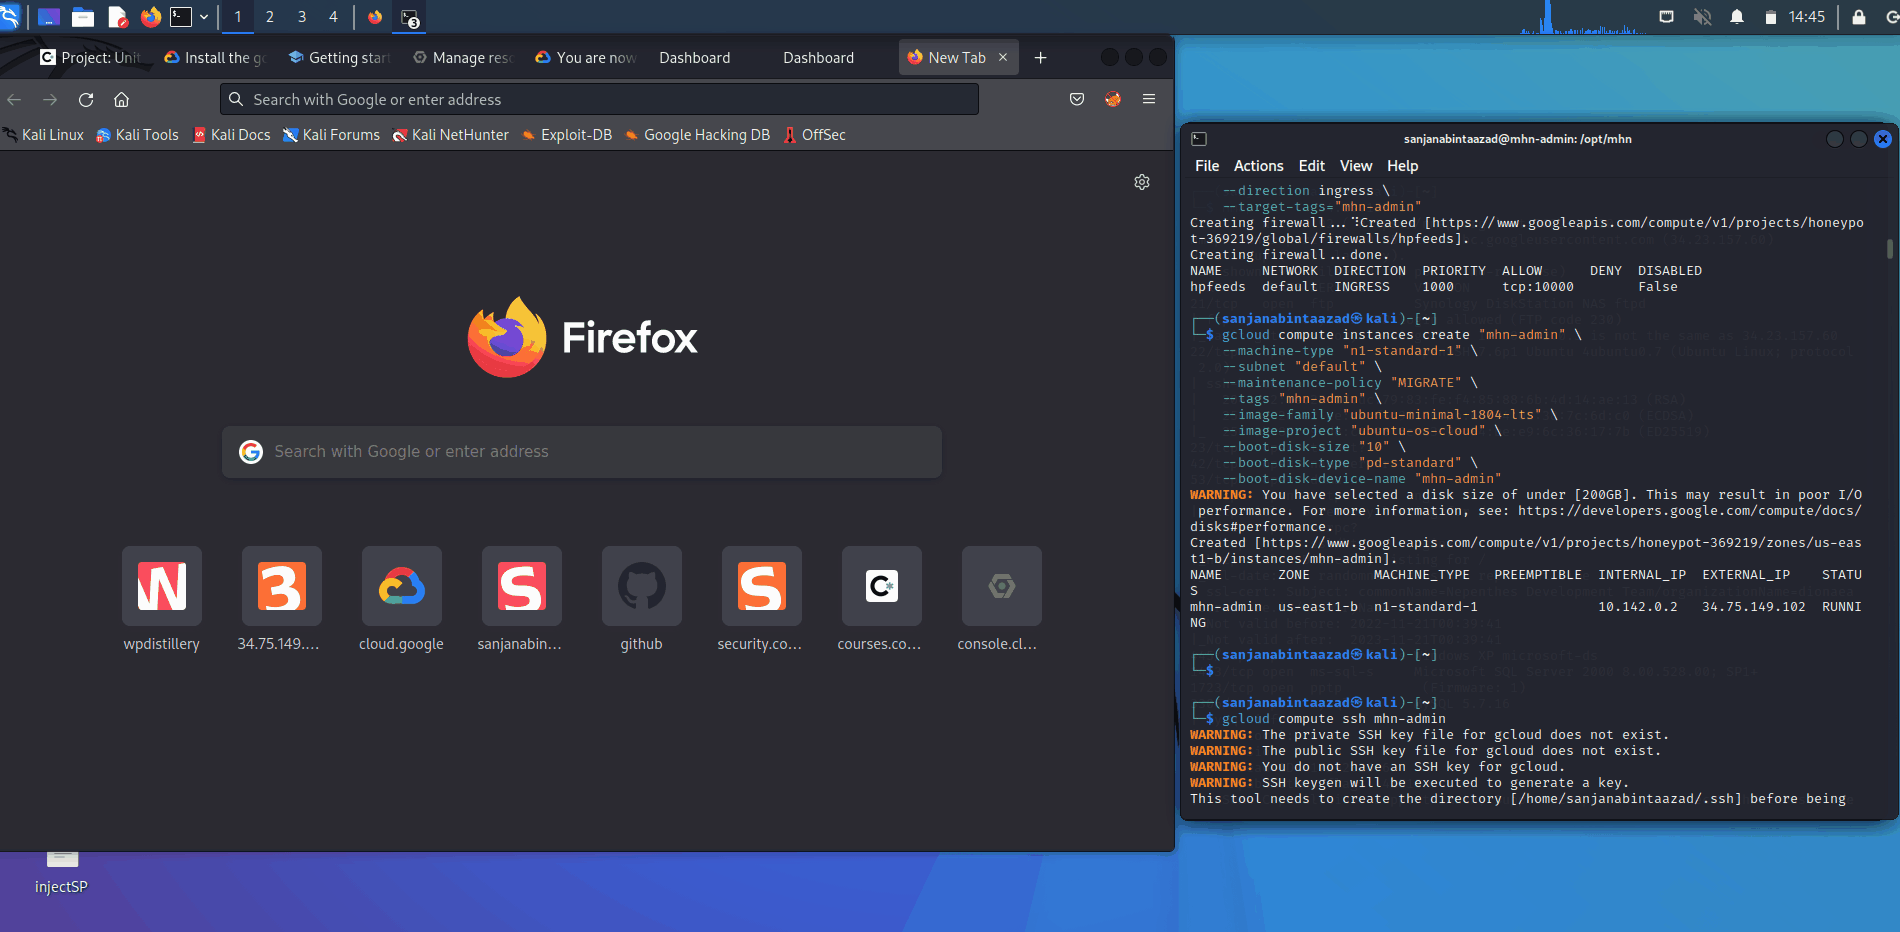 1 2 3 4 3 14:45
Project: Unit Install the go Getting star Manage reso You are now Dashboard Dashboard New Tab
Search with Google or enter address
Kali Linux Kali Tools Kali Docs Kali Forums Kali NetHunter Exploit-DB Google Hacking DB OffSec
Firefox
Search with Google or enter address
W 3 S S C*
wpdistillery 34.75.149.... cloud.google sanjanabin... github security.co... courses.co... console.cl...
injectSP
sanjanabintaazad@mhn-admin: /opt/mhn
File Actions Edit View Help
--direction ingress \
--target-tags="mhn-admin"
Creating firewall...⠹Created [https://www.googleapis.com/compute/v1/projects/honeypo
t-369219/global/firewalls/hpfeeds].
Creating firewall...done.
NAME NETWORK DIRECTION PRIORITY ALLOW DENY DISABLED
hpfeeds default INGRESS 1000 tcp:10000 False
┌──(sanjanabintaazad㉿kali)-[~]
└─$ gcloud compute instances create "mhn-admin" \
--machine-type "n1-standard-1" \
--subnet "default" \
--maintenance-policy "MIGRATE" \
--tags "mhn-admin" \
--image-family "ubuntu-minimal-1804-lts" \
--image-project "ubuntu-os-cloud" \
--boot-disk-size "10" \
--boot-disk-type "pd-standard" \
--boot-disk-device-name "mhn-admin"
WARNING: You have selected a disk size of under [200GB]. This may result in poor I/O
performance. For more information, see: https://developers.google.com/compute/docs/
disks#performance.
Created [https://www.googleapis.com/compute/v1/projects/honeypot-369219/zones/us-eas
t1-b/instances/mhn-admin].
NAME ZONE MACHINE_TYPE PREEMPTIBLE INTERNAL_IP EXTERNAL_IP STATU
S
mhn-admin us-east1-b n1-standard-1 10.142.0.2 34.75.149.102 RUNNI
NG
┌──(sanjanabintaazad㉿kali)-[~]
└─$
┌──(sanjanabintaazad㉿kali)-[~]
└─$ gcloud compute ssh mhn-admin
WARNING: The private SSH key file for gcloud does not exist.
WARNING: The public SSH key file for gcloud does not exist.
WARNING: You do not have an SSH key for gcloud.
WARNING: SSH keygen will be executed to generate a key.
This tool needs to create the directory [/home/sanjanabintaazad/.ssh] before being